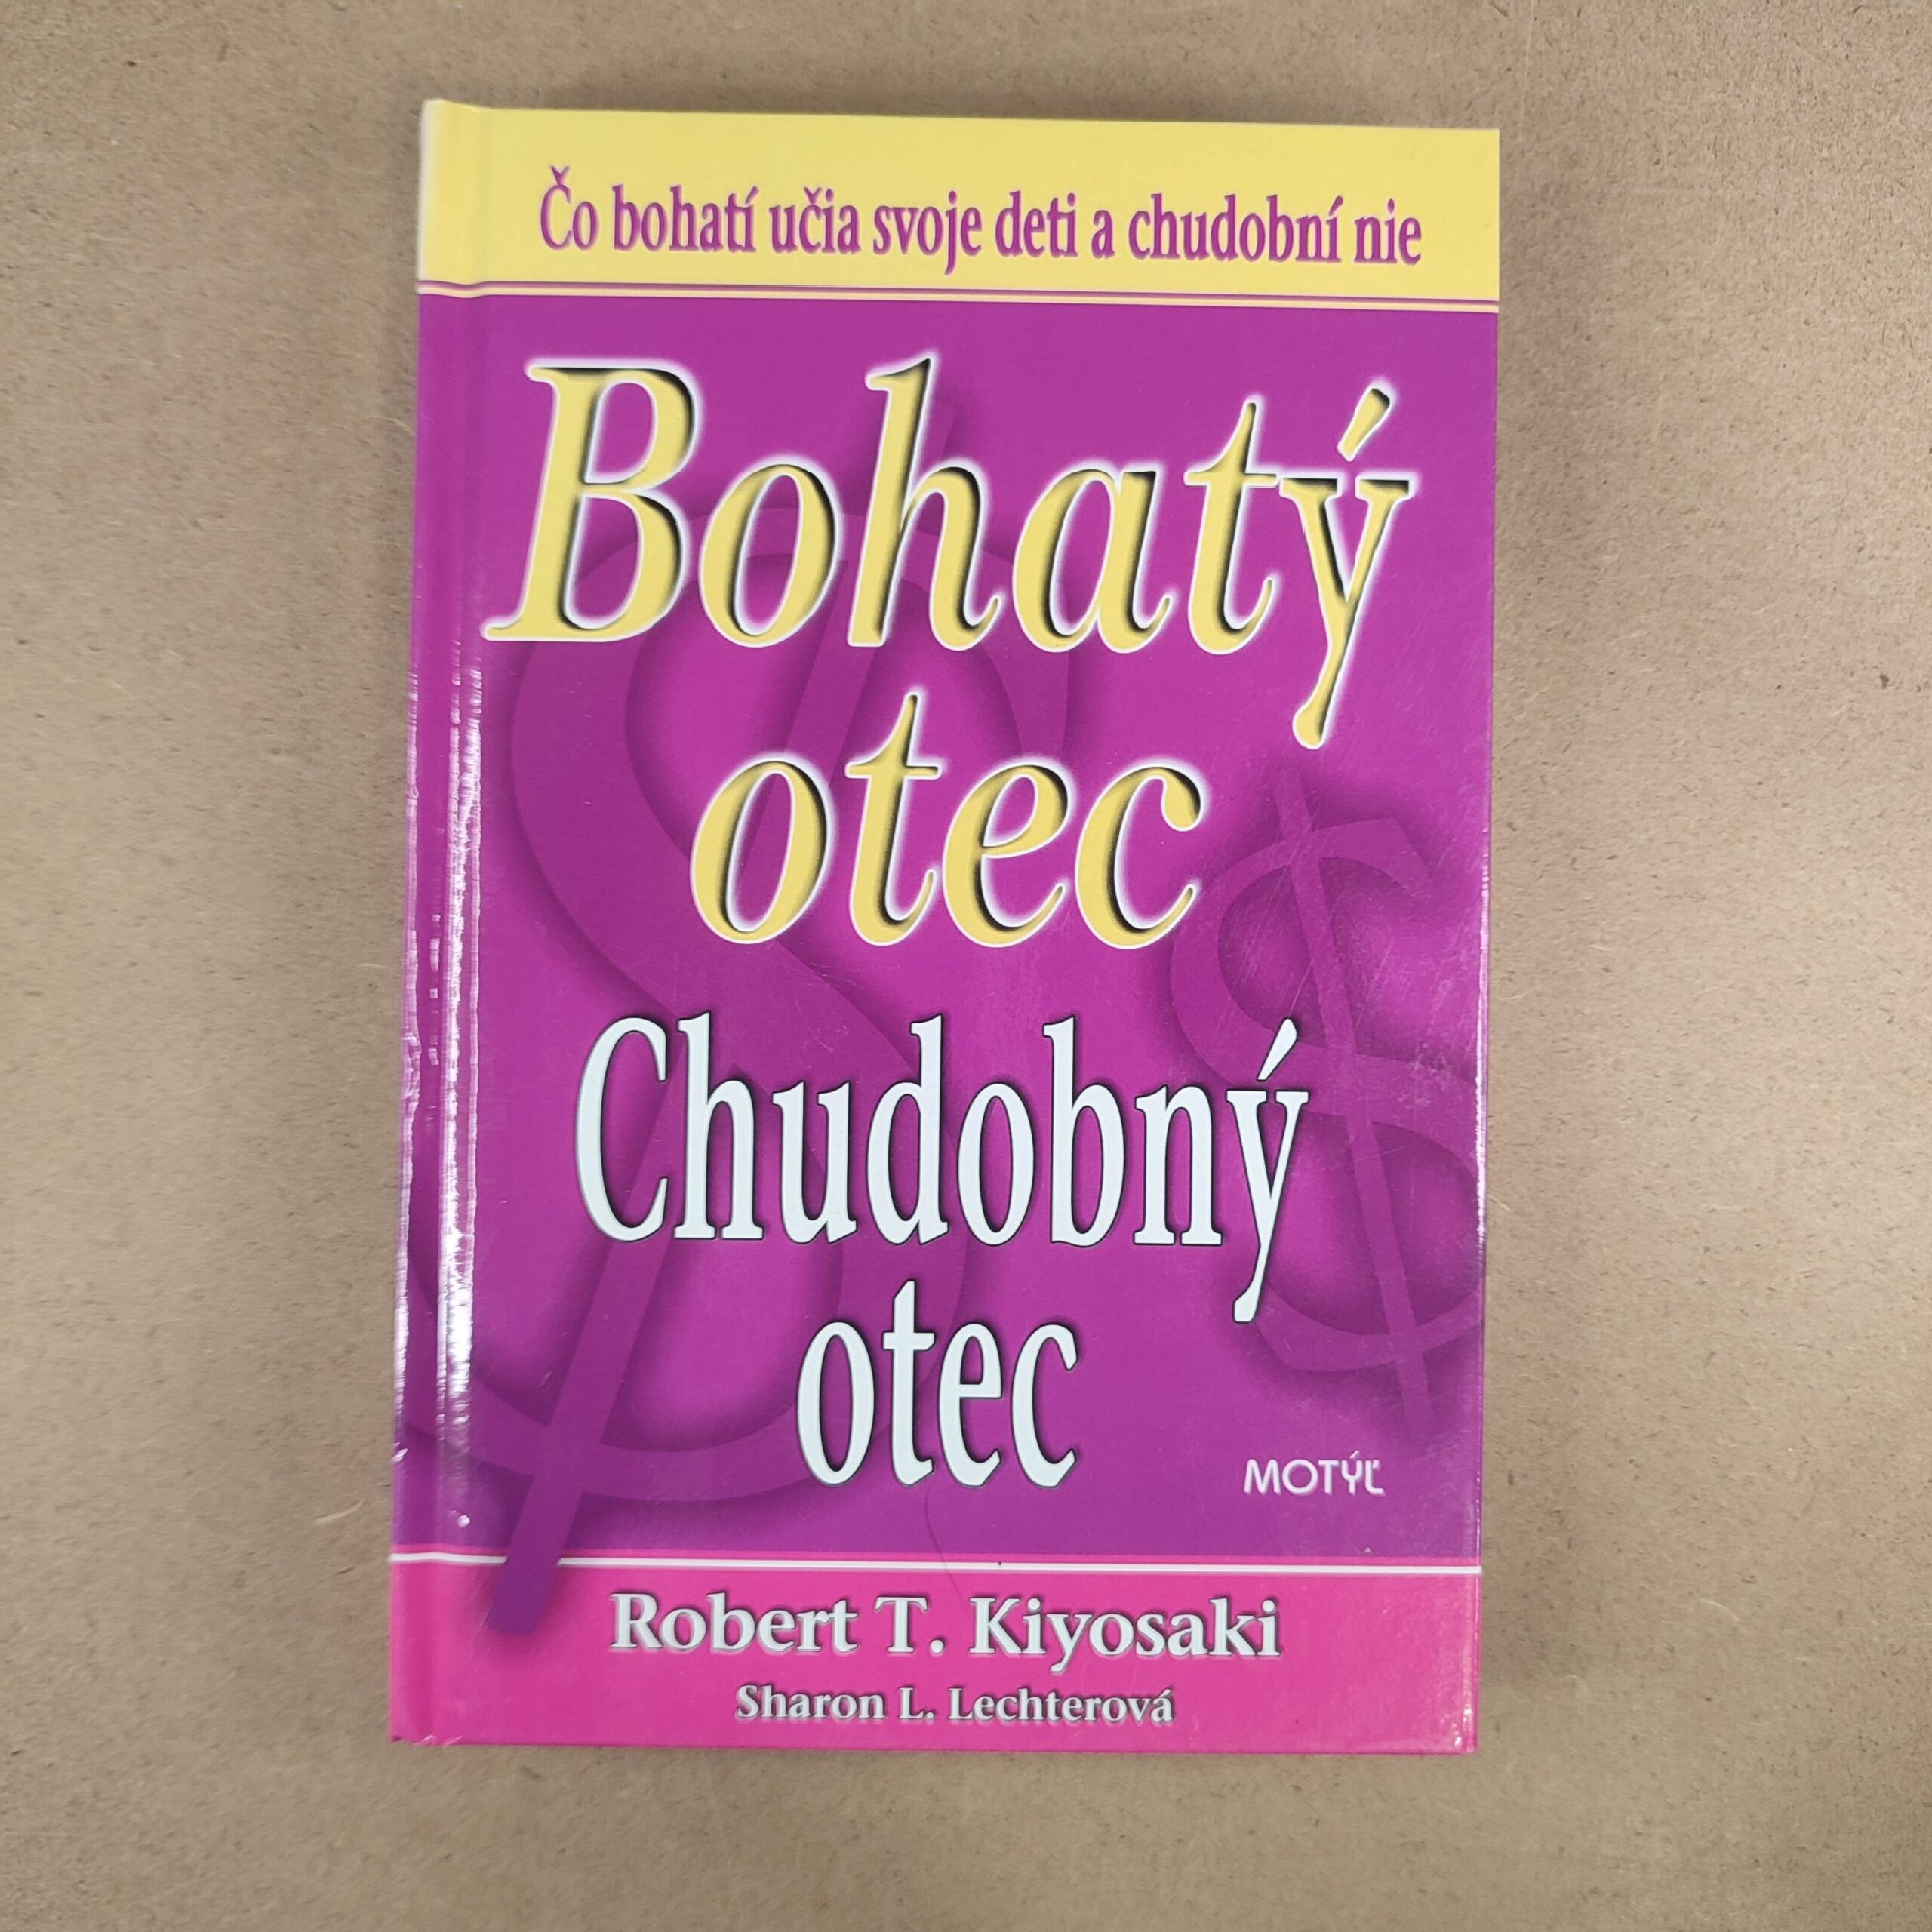 Čo bohatí učia svoje deti a chudobní nie
Bohatý
otec
Chudobný
otec
MOTÝĽ
Robert T. Kiyosaki
Sharon L. Lechterová